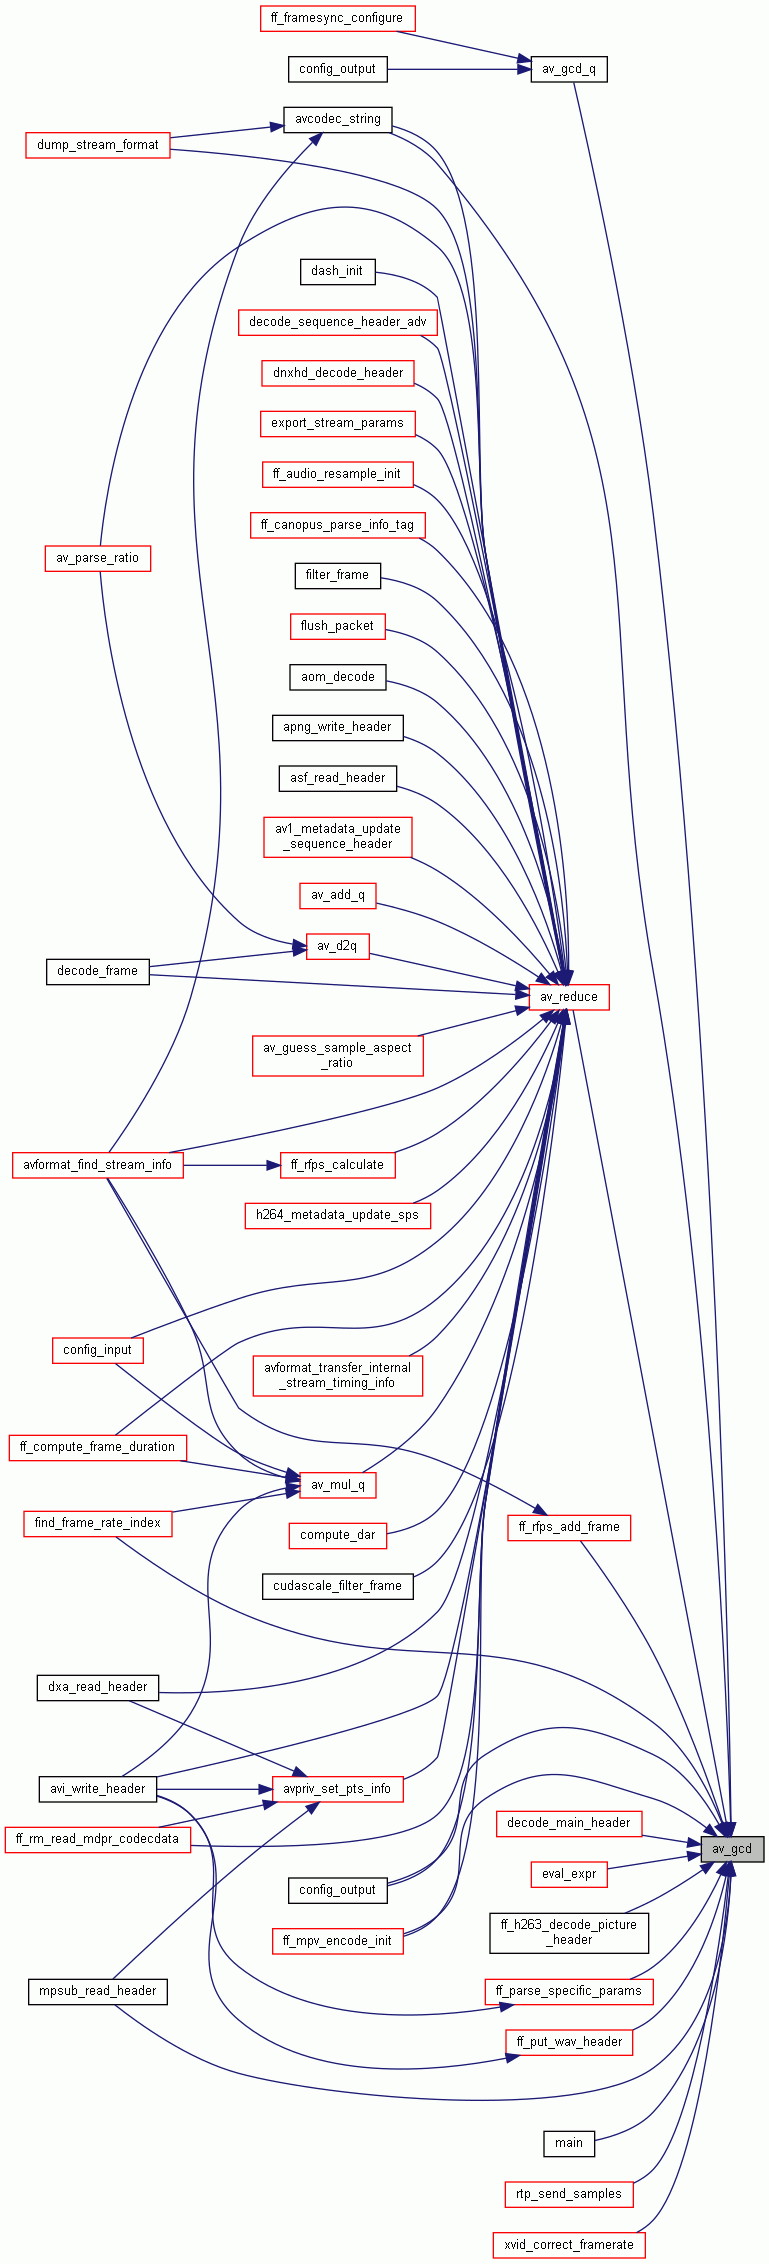 ff_framesync_configure
config_output
av_gcd_q
avcodec_string
dump_stream_format
dash_init
decode_sequence_header_adv
dnxhd_decode_header
export_stream_params
ff_audio_resample_init
ff_canopus_parse_info_tag
av_parse_ratio
filter_frame
flush_packet
aom_decode
apng_write_header
asf_read_header
av1_metadata_update
_sequence_header
av_add_q
av_d2q
decode_frame
av_reduce
av_guess_sample_aspect
_ratio
avformat_find_stream_info
ff_rfps_calculate
h264_metadata_update_sps
config_input
avformat_transfer_internal
_stream_timing_info
ff_compute_frame_duration
av_mul_q
find_frame_rate_index
ff_rfps_add_frame
compute_dar
cudascale_filter_frame
dxa_read_header
avi_write_header
avpriv_set_pts_info
decode_main_header
ff_rm_read_mdpr_codecdata
av_gcd
eval_expr
config_output
ff_h263_decode_picture
_header
ff_mpv_encode_init
mpsub_read_header
ff_parse_specific_params
ff_put_wav_header
main
rtp_send_samples
xvid_correct_framerate